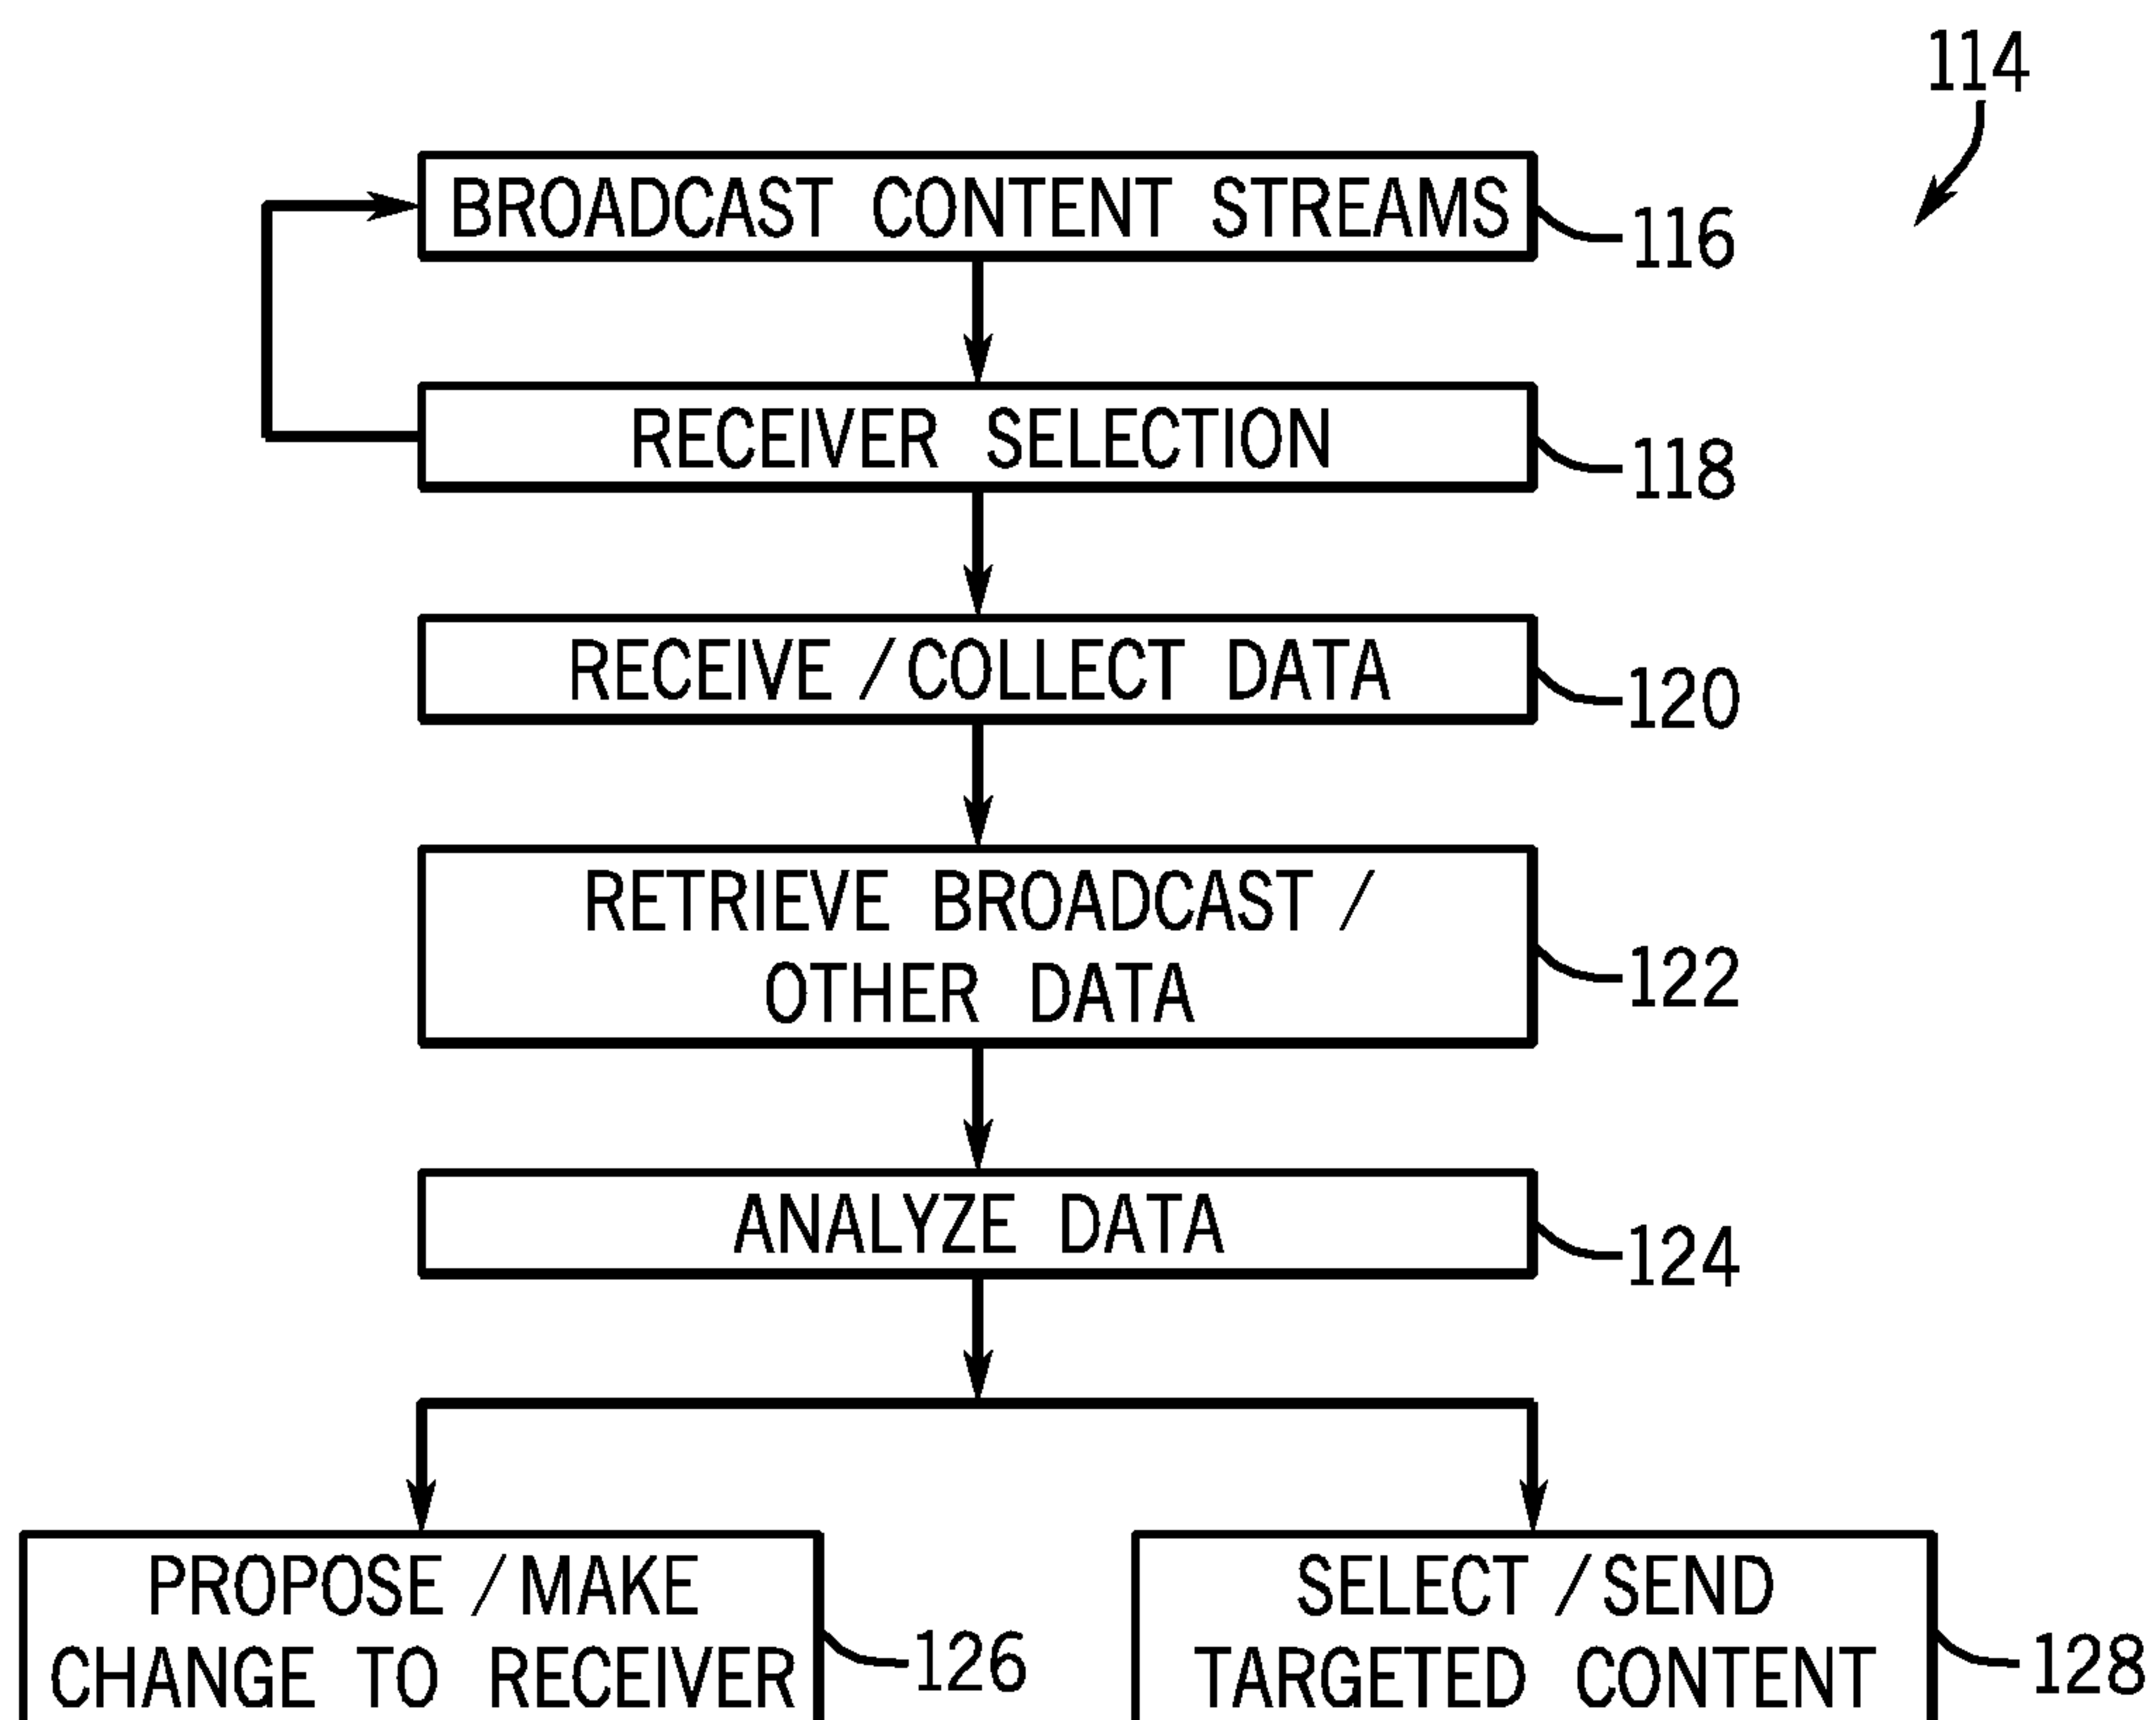 114
BROADCAST CONTENT STREAMS
116
RECEIVER SELECTION
118
RECEIVE / COLLECT DATA
120
RETRIEVE BROADCAST /
OTHER DATA
122
ANALYZE DATA
124
PROPOSE / MAKE
CHANGE TO RECEIVER
126
SELECT / SEND
TARGETED CONTENT
128